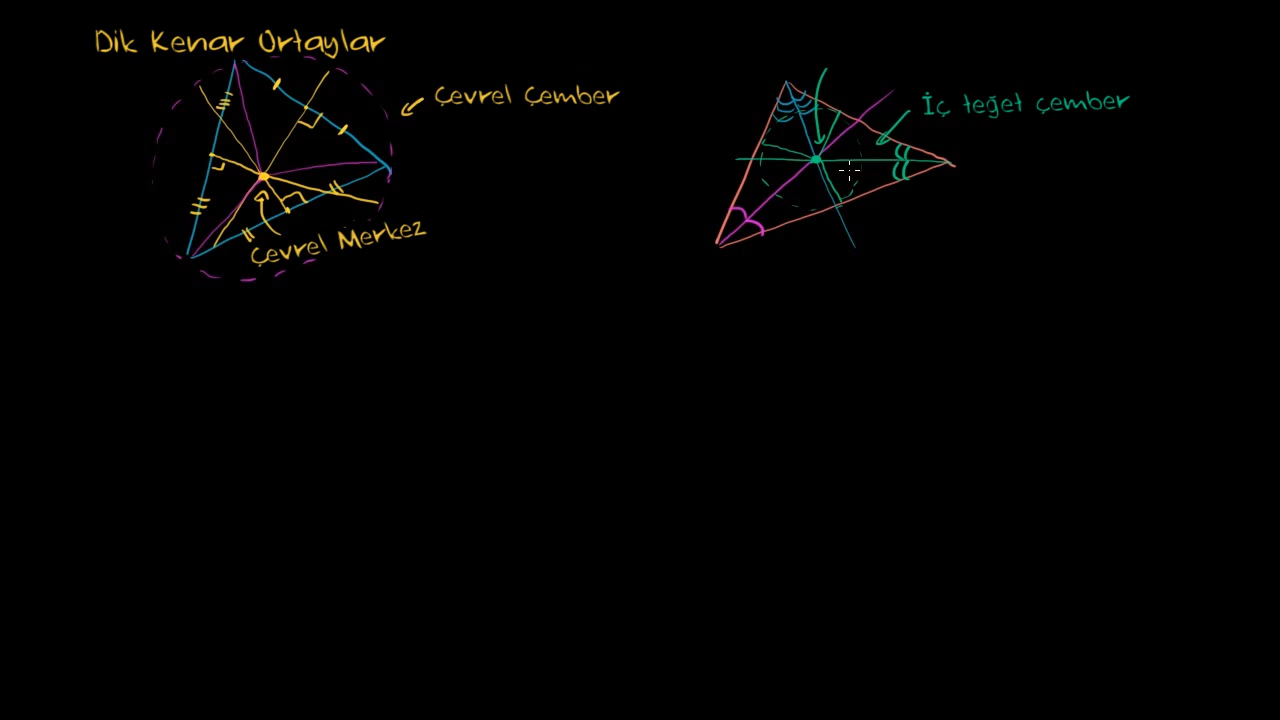 Dik Kenar Ortaylar
Çevrel Çember
İç teğet çember
Çevrel Merkez